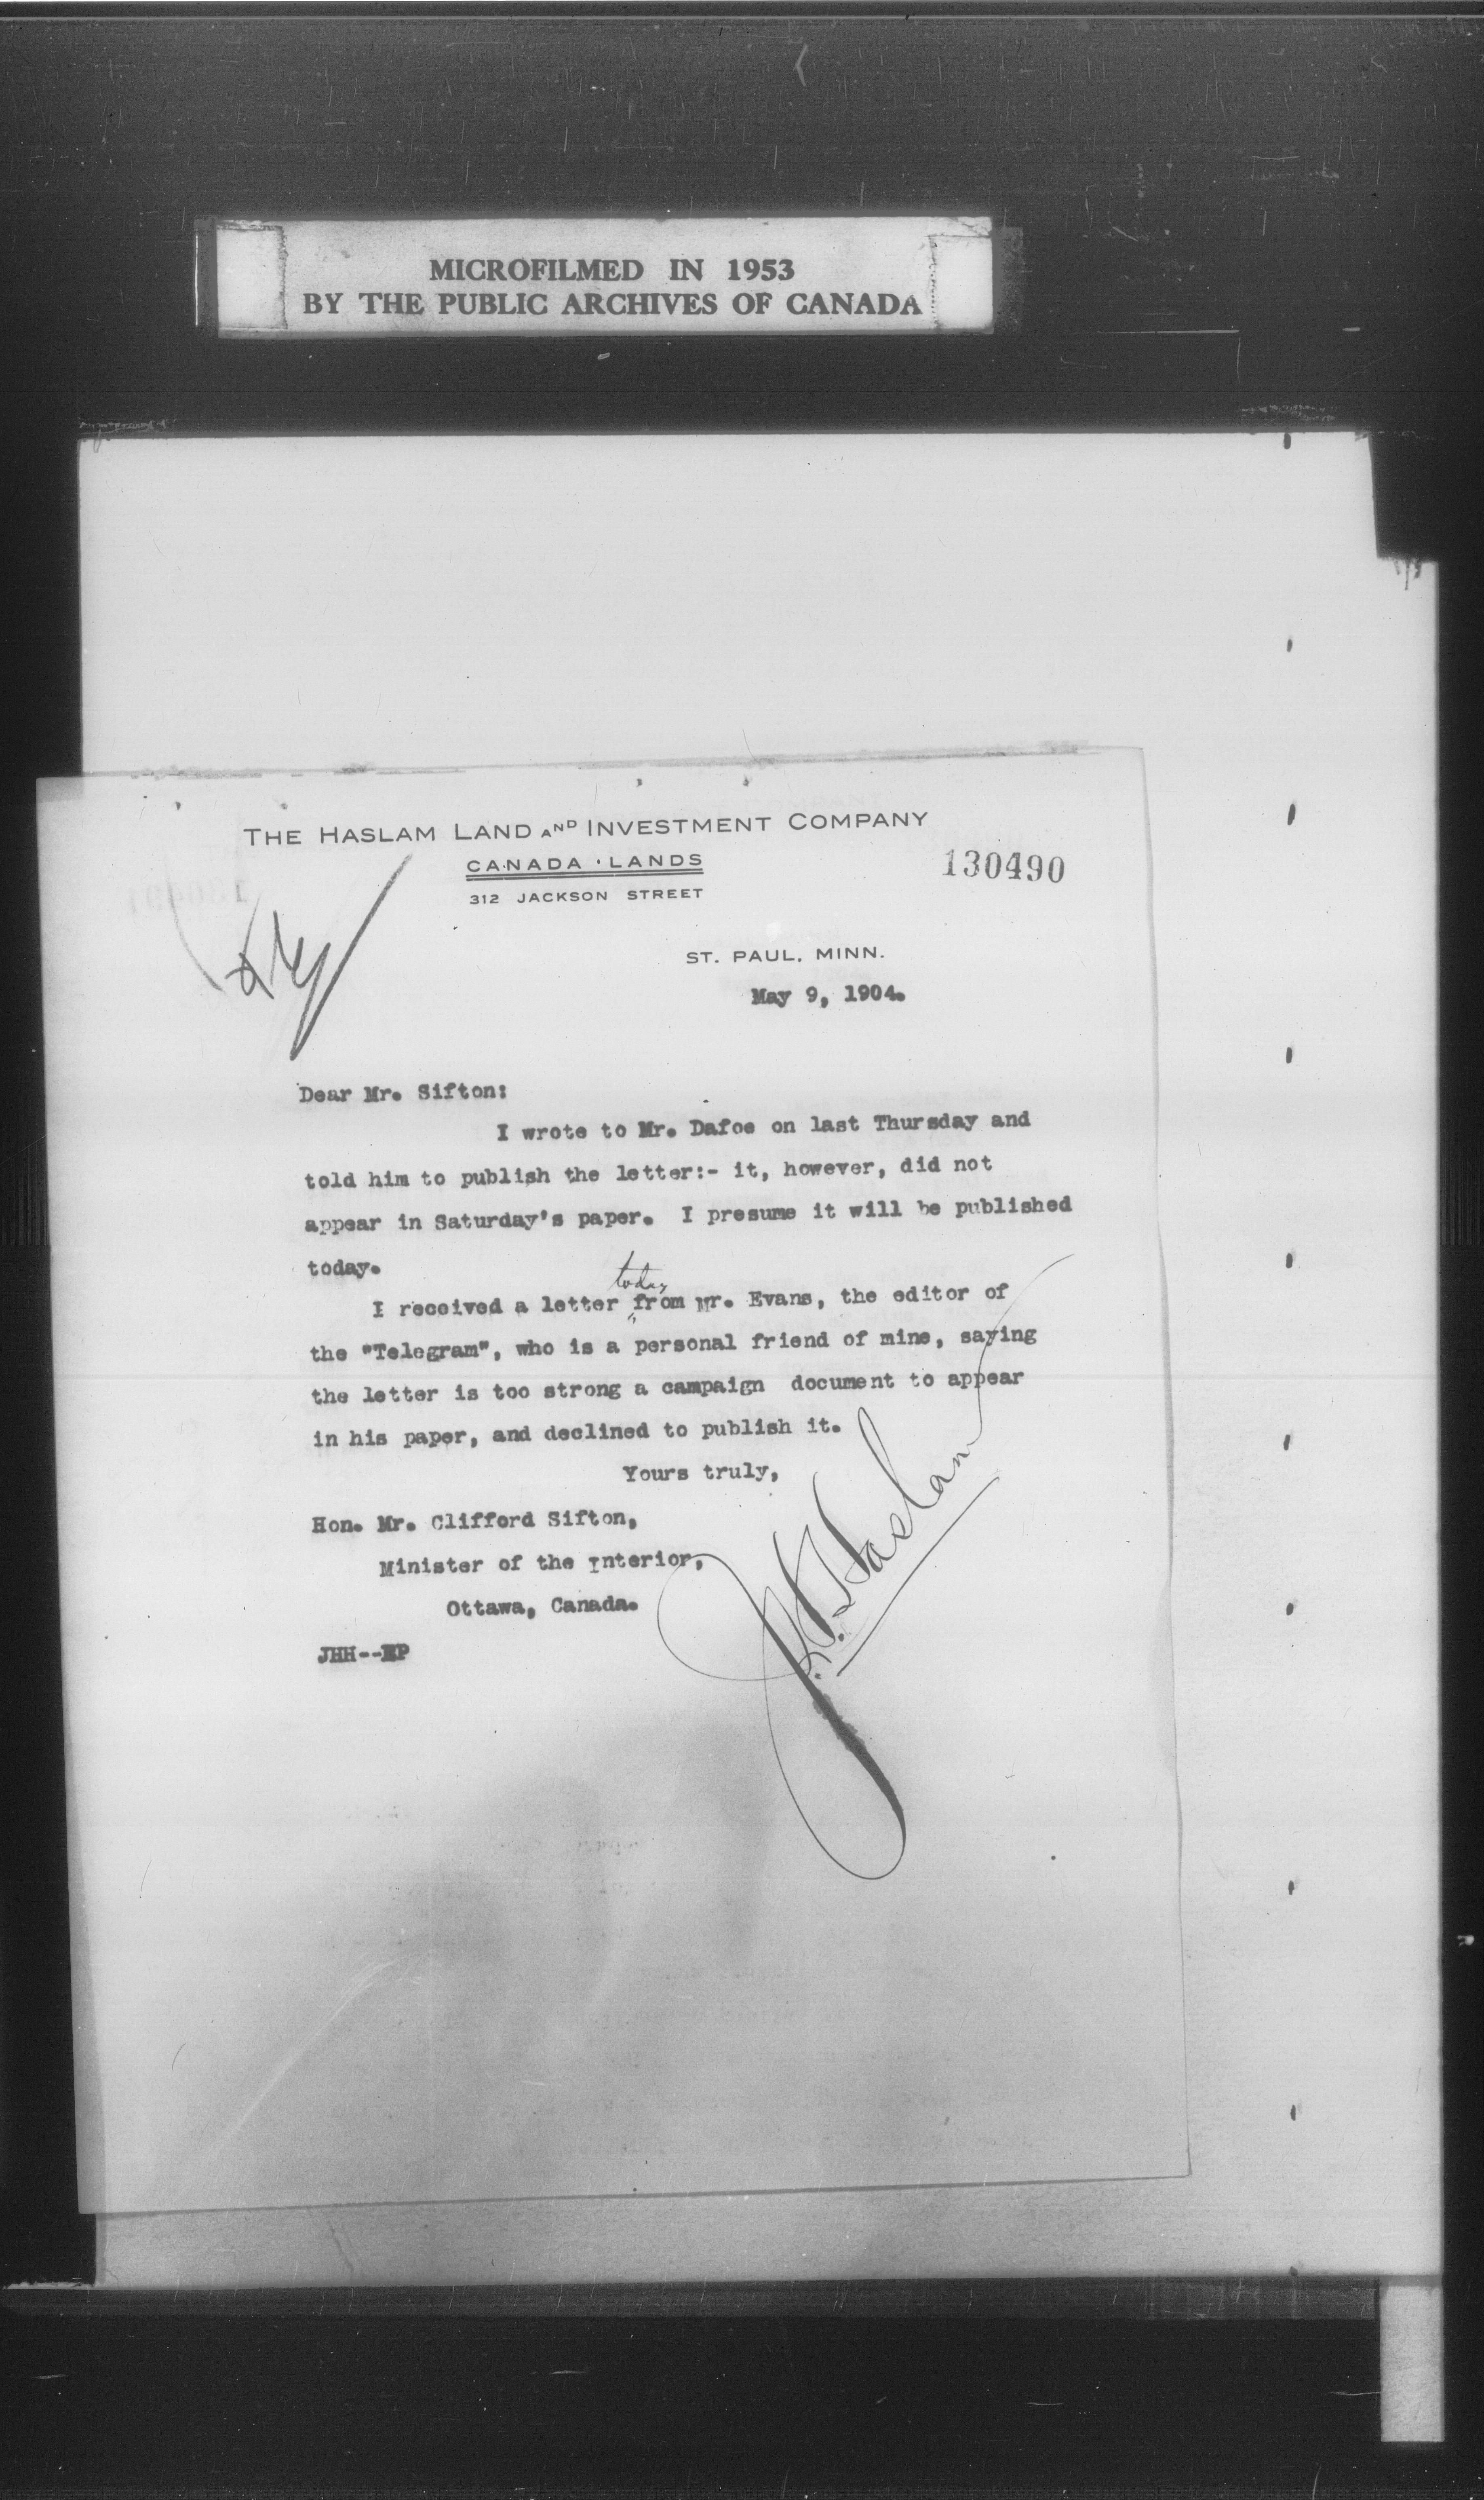 MICROFILMED IN 1953
BY THE PUBLIC ARCHIVES OF CANADA
THE HASLAM LAND AND INVESTMENT COMPANY
CANADA · LANDS
130490
312 JACKSON STREET
ST. PAUL, MINN.
May 9, 1904.
Dear Mr. Sifton:
I wrote to Mr. Dafoe on last Thursday and
told him to publish the letter:- it, however, did not
appear in Saturday's paper. I presume it will be published
today.
today
I received a letter from Mr. Evans, the editor of
the "Telegram", who is a personal friend of mine, saying
the letter is too strong a campaign document to appear
in his paper, and declined to publish it.
Yours truly,
J.H. Haslam
Hon. Mr. Clifford Sifton,
Minister of the Interior,
Ottawa, Canada.
JHH--EP